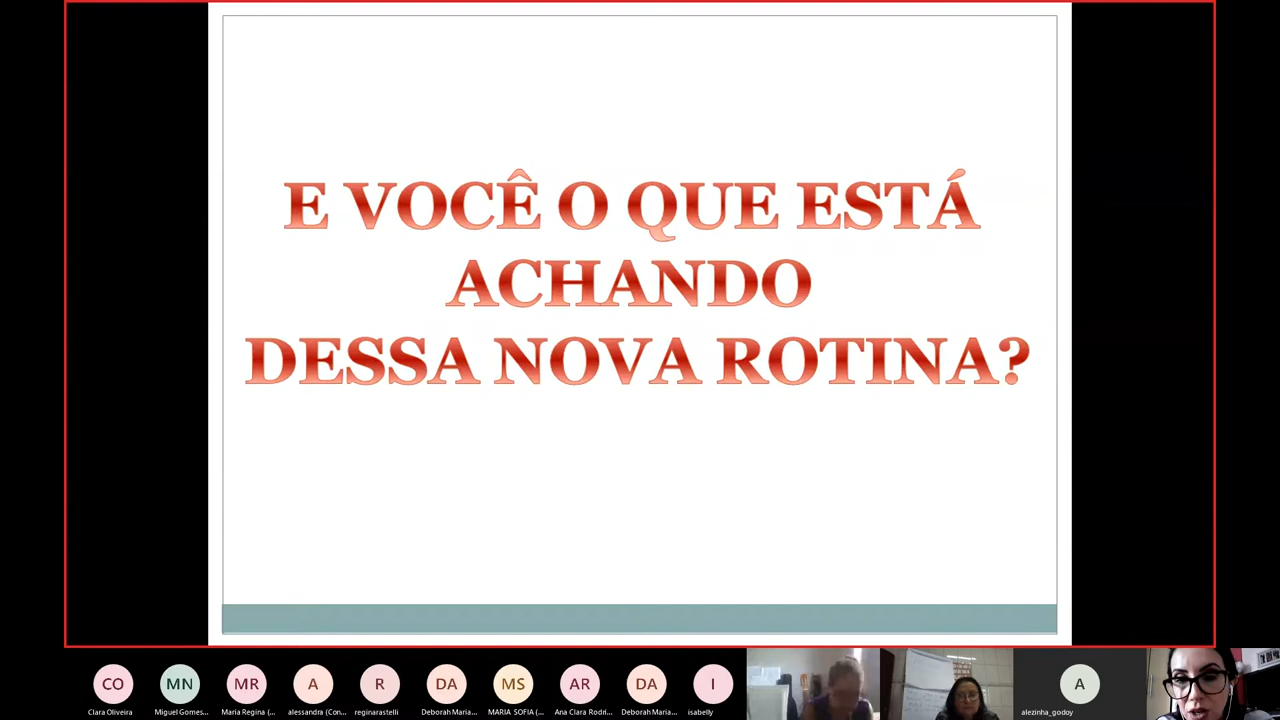 E VOCÊ O QUE ESTÁ
ACHANDO
DESSA NOVA ROTINA?
CO
MN
MR
A
R
DA
MS
AR
DA
I
A
Clara Oliveira
Miguel Gomes...
Maria Regina (...
alessandra (Con...
reginarastelli
Deborah Maria...
MARIA SOFIA (...
Ana Clara Rodri...
Deborah Maria...
isabelly
alezinha_godoy